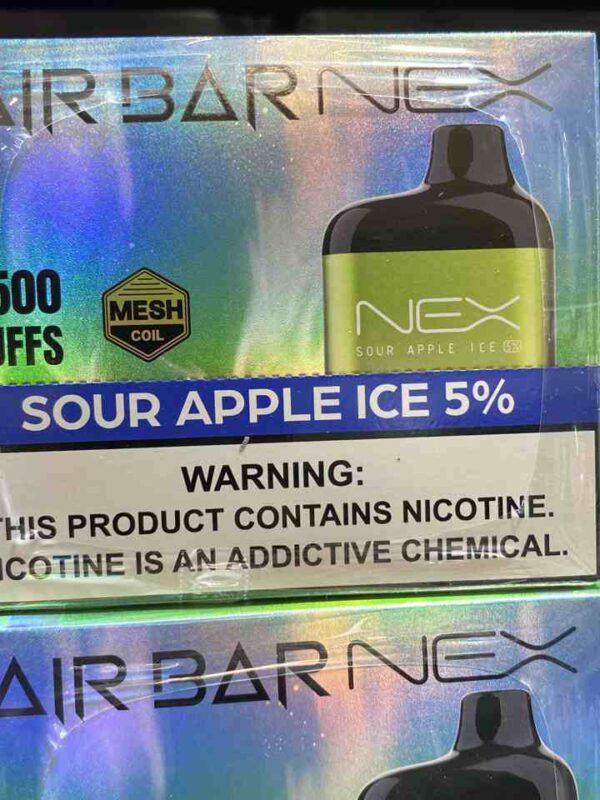 AIR BAR NEX
500
MESH
COIL
UFFS
NEX
SOUR APPLE ICE 5%
SOUR APPLE ICE 5%
WARNING:
THIS PRODUCT CONTAINS NICOTINE.
ICOTINE IS AN ADDICTIVE CHEMICAL.
AIR BAR NEX